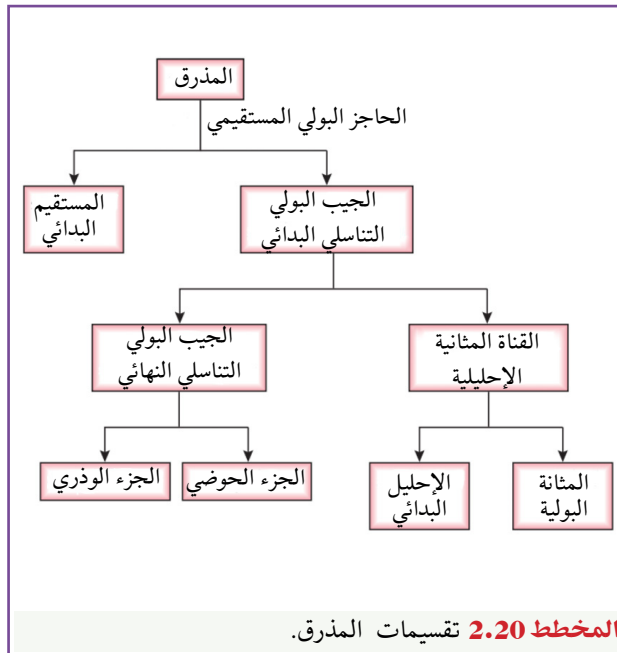 المذرق
الحاجز البولي المستقيمي
الجيب البولي
التناسلي البدائي
المستقيم
البدائي
القناة المثانية
الإحليلية
الجيب البولي
التناسلي النهائي
المثانة
البولية
الإحليل
البدائي
الجزء الحوضي
الجزء الوذري
المخطط 2.20 تقسيمات المذرق.